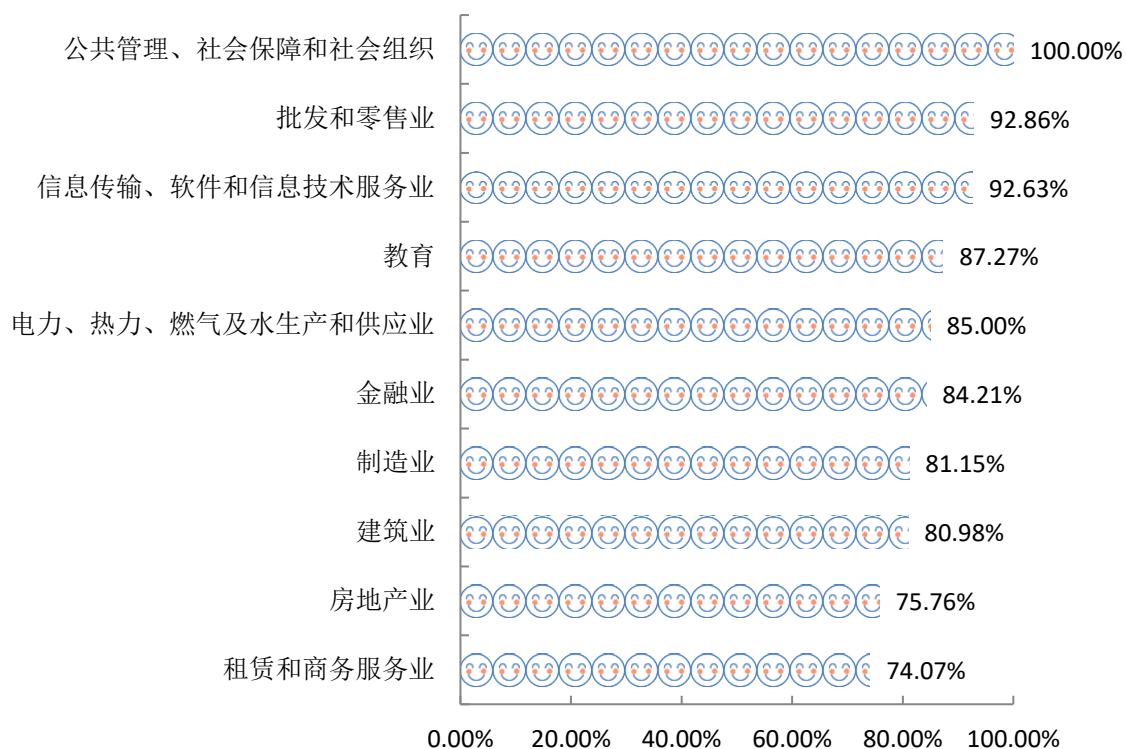 公共管理、社会保障和社会组织 100.00%
批发和零售业 92.86%
信息传输、软件和信息技术服务业 92.63%
教育 87.27%
电力、热力、燃气及水生产和供应业 85.00%
金融业 84.21%
制造业 81.15%
建筑业 80.98%
房地产业 75.76%
租赁和商务服务业 74.07%
0.00% 20.00% 40.00% 60.00% 80.00% 100.00%